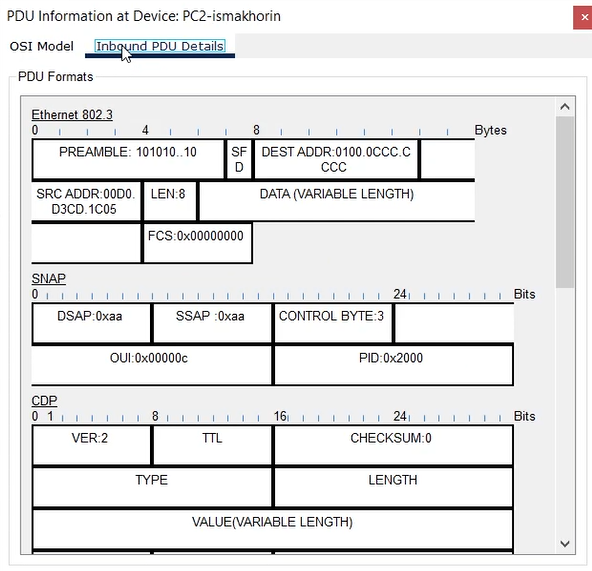 PDU Information at Device: PC2-ismakhorin
OSI Model Inbound PDU Details
PDU Formats
Ethernet 802.3
0 4 8 Bytes
PREAMBLE: 101010..10
SF
D
DEST ADDR:0100.0CCC.C
CCC
SRC ADDR:00D0.
D3CD.1C05
LEN:8
DATA (VARIABLE LENGTH)
FCS:0x00000000
SNAP
0 24 Bits
DSAP:0xaa SSAP :0xaa CONTROL BYTE:3
OUI:0x00000c PID:0x2000
CDP
0 1 8 16 24 Bits
VER:2 TTL CHECKSUM:0
TYPE LENGTH
VALUE(VARIABLE LENGTH)